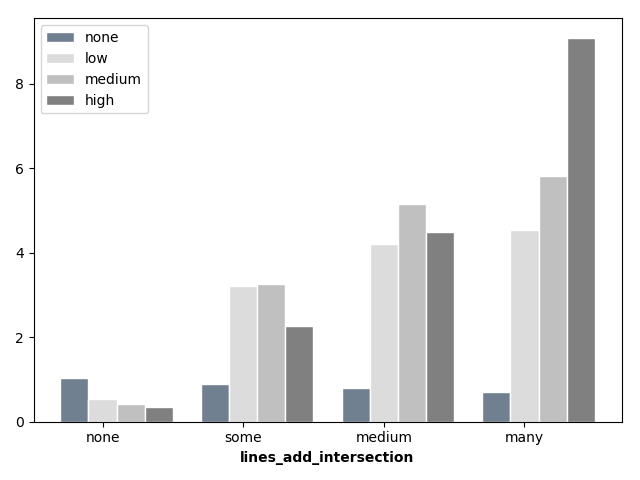 none
low
medium
high
8
6
4
2
0
none some medium many
lines_add_intersection